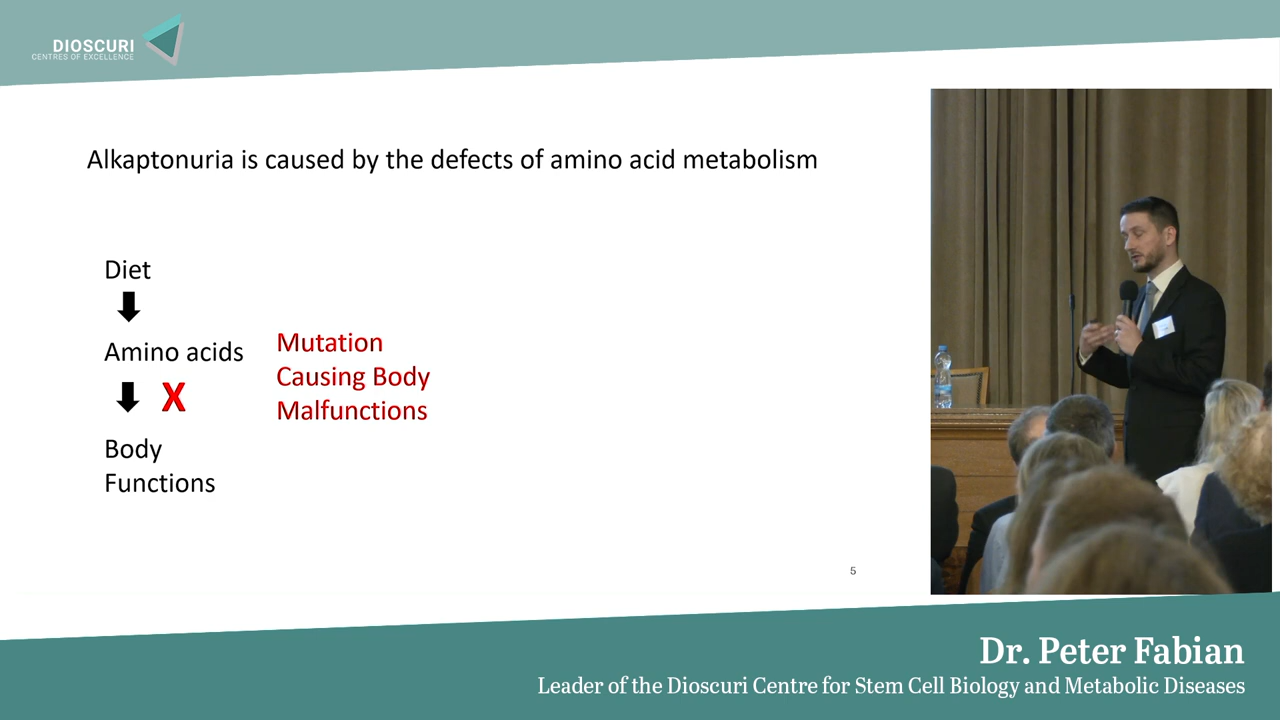 DIOSCURI
CENTRES OF EXCELLENCE
Alkaptonuria is caused by the defects of amino acid metabolism
Diet
Amino acids
X
Mutation
Causing Body
Malfunctions
Body
Functions
5
Dr. Peter Fabian
Leader of the Dioscuri Centre for Stem Cell Biology and Metabolic Diseases